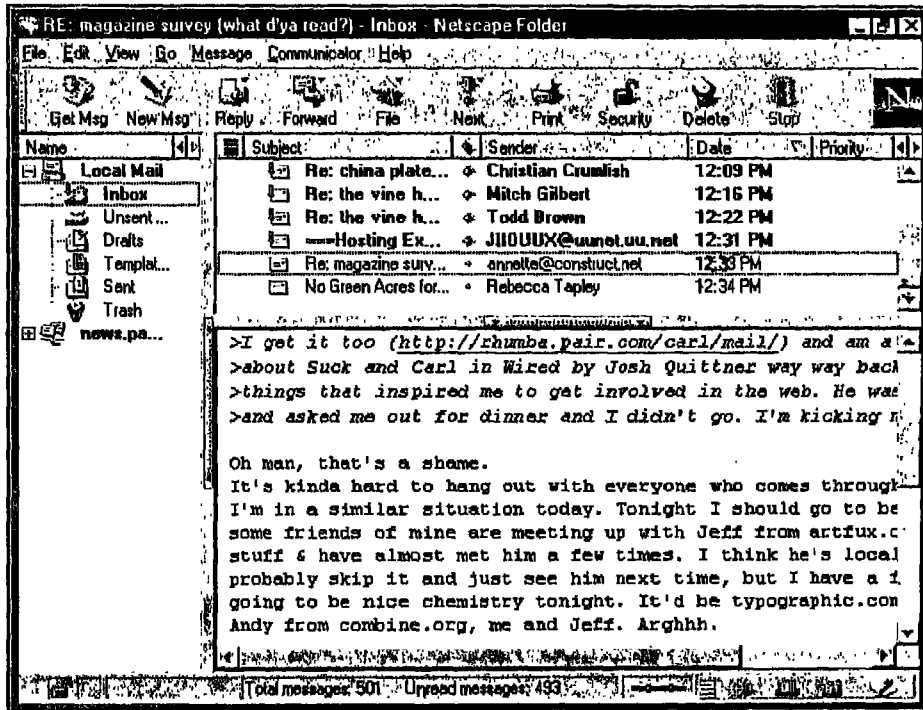 RE: magazine survey (what d'ya read?) - Inbox - Netscape Folder
File Edit View Go Message Communicator Help
Get Msg New Msg Reply Forward File Next Print Security Delete Stop
N
Name Subject Sender Date Priority
Local Mail
Inbox
Unsent ...
Drafts
Templat...
Sent
Trash
news.pa...
Re: china plate... Christian Crumlish 12:09 PM
Re: the vine h... Mitch Gilbert 12:16 PM
Re: the vine h... Todd Brown 12:22 PM
===Hosting Ex... JII0UUX@uunet.uu.net 12:31 PM
Re: magazine surv... annette@construct.net 12:33 PM
No Green Acres for... Rebecca Tapley 12:34 PM
>I get it too (http://rhumba.pair.com/carl/mail/) and am a
>about Suck and Carl in Wired by Josh Quittner way way back
>things that inspired me to get involved in the web. He was
>and asked me out for dinner and I didn't go. I'm kicking
Oh man, that's a shame.
It's kinda hard to hang out with everyone who comes through
I'm in a similar situation today. Tonight I should go to be
some friends of mine are meeting up with Jeff from artfux.c
stuff & have almost met him a few times. I think he's local
probably skip it and just see him next time, but I have a f
going to be nice chemistry tonight. It'd be typographic.com
Andy from combine.org, me and Jeff. Arghhh.
Total messages: 501 Unread messages: 493